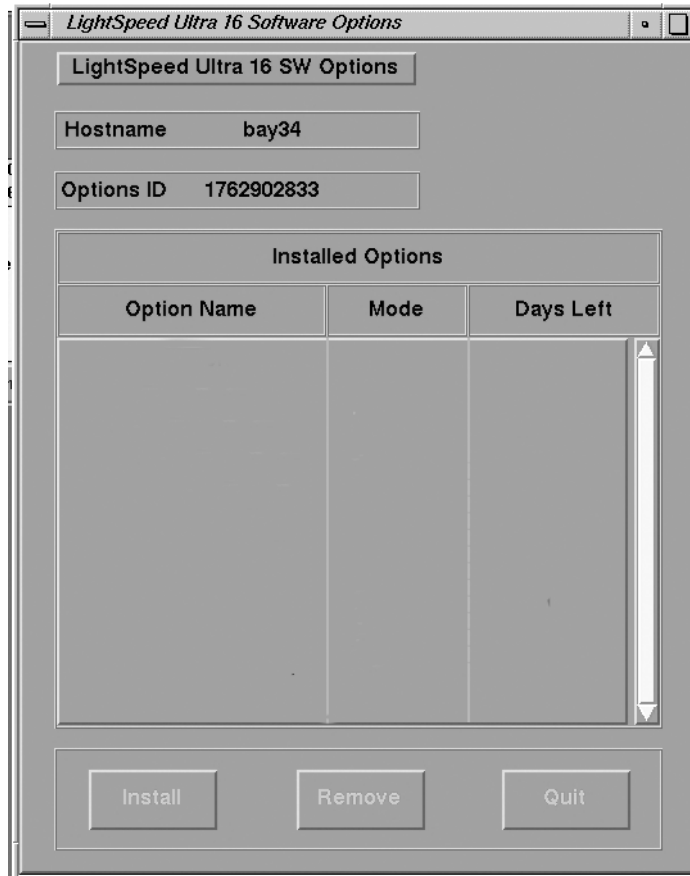 LightSpeed Ultra 16 Software Options
LightSpeed Ultra 16 SW Options
Hostname bay34
Options ID 1762902833
Installed Options
Option Name Mode Days Left
Install Remove Quit